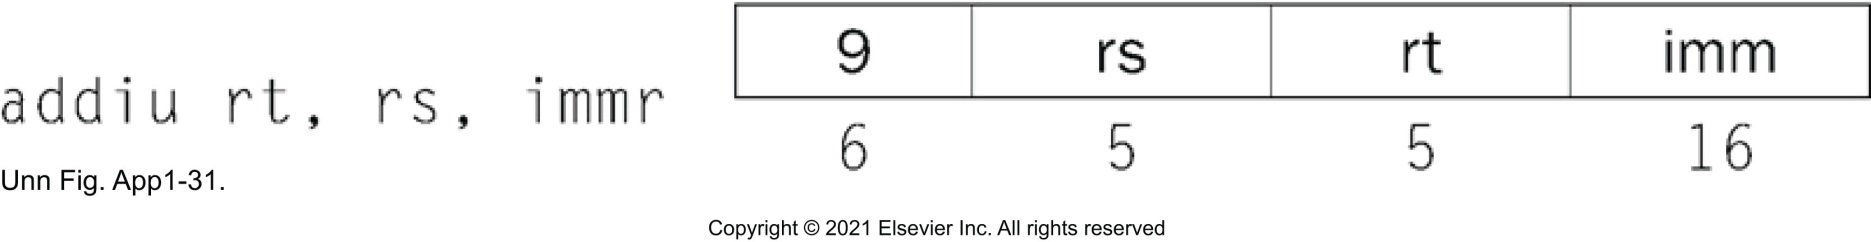 9 rs rt imm
addiu rt, rs, immr
6 5 5 16
Unn Fig. App1-31.
Copyright © 2021 Elsevier Inc. All rights reserved